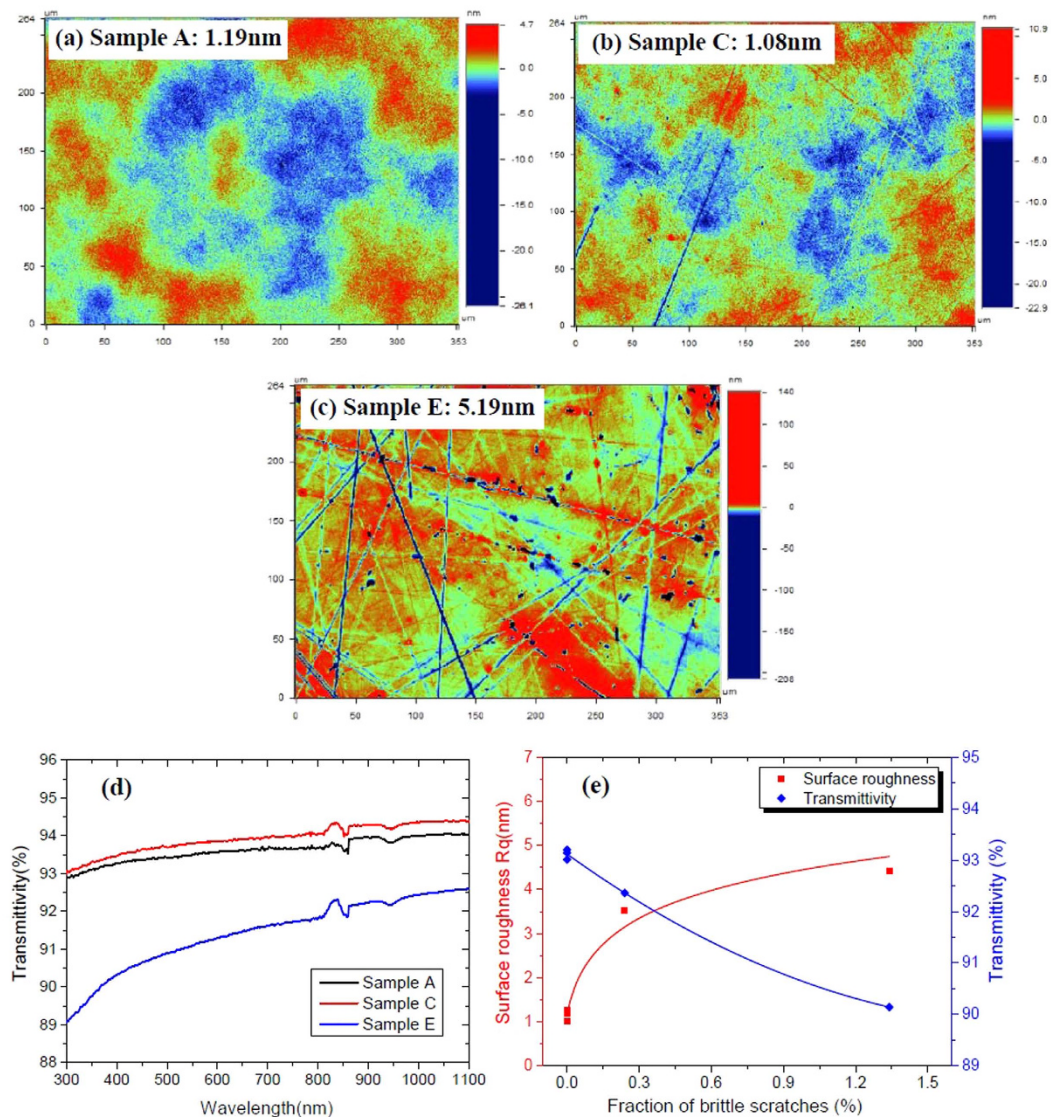 μm
264
(a) Sample A: 1.19nm
200
150
100
50
0
0 50 100 150 200 250 300 353
μm
nm
4.7
0.0
-5.0
-10.0
-15.0
-20.0
-26.1
μm
264
(b) Sample C: 1.08nm
200
150
100
50
0
0 50 100 150 200 250 300 353
μm
nm
10.9
5.0
0.0
-5.0
-10.0
-15.0
-20.0
-22.9
μm
264
(c) Sample E: 5.19nm
200
150
100
50
0
0 50 100 150 200 250 310 353
μm
nm
140
100
50
0
-50
-100
-150
-208
(d)
Transmittivity(%)
96
95
94
93
92
91
90
89
88
Sample A
Sample C
Sample E
300 400 500 600 700 800 900 1000 1100
Wavelength(nm)
(e)
Surface roughness Rq(nm)
7
6
5
4
3
2
1
0
Surface roughness
Transmittivity
95
94
93
92
91
90
89
Transmittivity (%)
0.0 0.3 0.6 0.9 1.2 1.5
Fraction of brittle scratches (%)